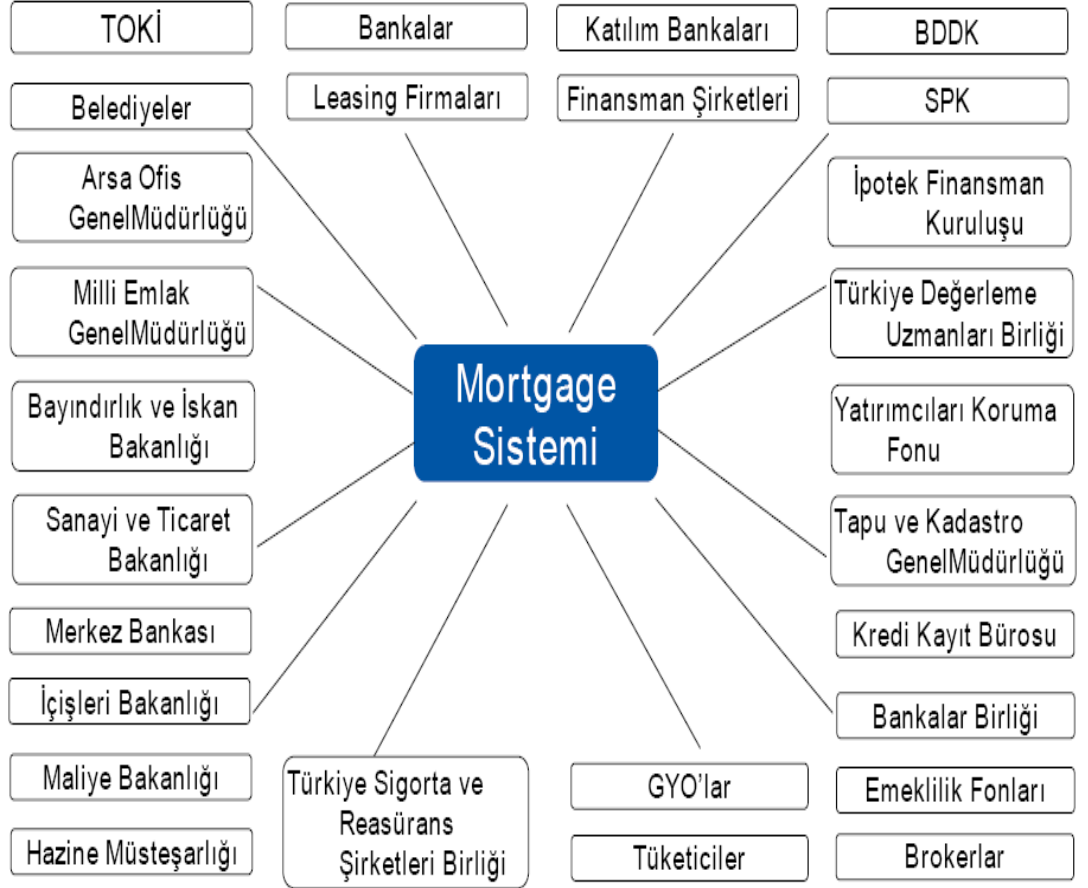 TOKİ
Bankalar
Katılım Bankaları
BDDK
Belediyeler
Leasing Firmaları
Finansman Şirketleri
SPK
Arsa Ofis
GenelMüdürlüğü
İpotek Finansman
Kuruluşu
Milli Emlak
GenelMüdürlüğü
Türkiye Değerleme
Uzmanları Birliği
Mortgage
Sistemi
Bayındırlık ve İskan
Bakanlığı
Yatırımcıları Koruma
Fonu
Sanayi ve Ticaret
Bakanlığı
Tapu ve Kadastro
GenelMüdürlüğü
Merkez Bankası
Kredi Kayıt Bürosu
İçişleri Bakanlığı
Bankalar Birliği
Maliye Bakanlığı
Türkiye Sigorta ve
Reasürans
Şirketleri Birliği
GYO’lar
Emeklilik Fonları
Hazine Müsteşarlığı
Tüketiciler
Brokerlar